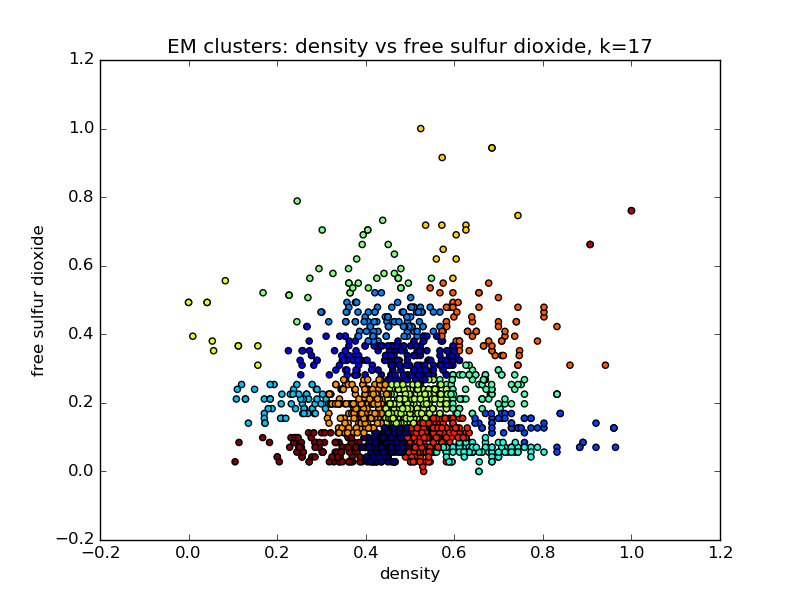 EM clusters: density vs free sulfur dioxide, k=17
1.2
1.0
0.8
0.6
0.4
0.2
0.0
−0.2
free sulfur dioxide
−0.2 0.0 0.2 0.4 0.6 0.8 1.0 1.2
density